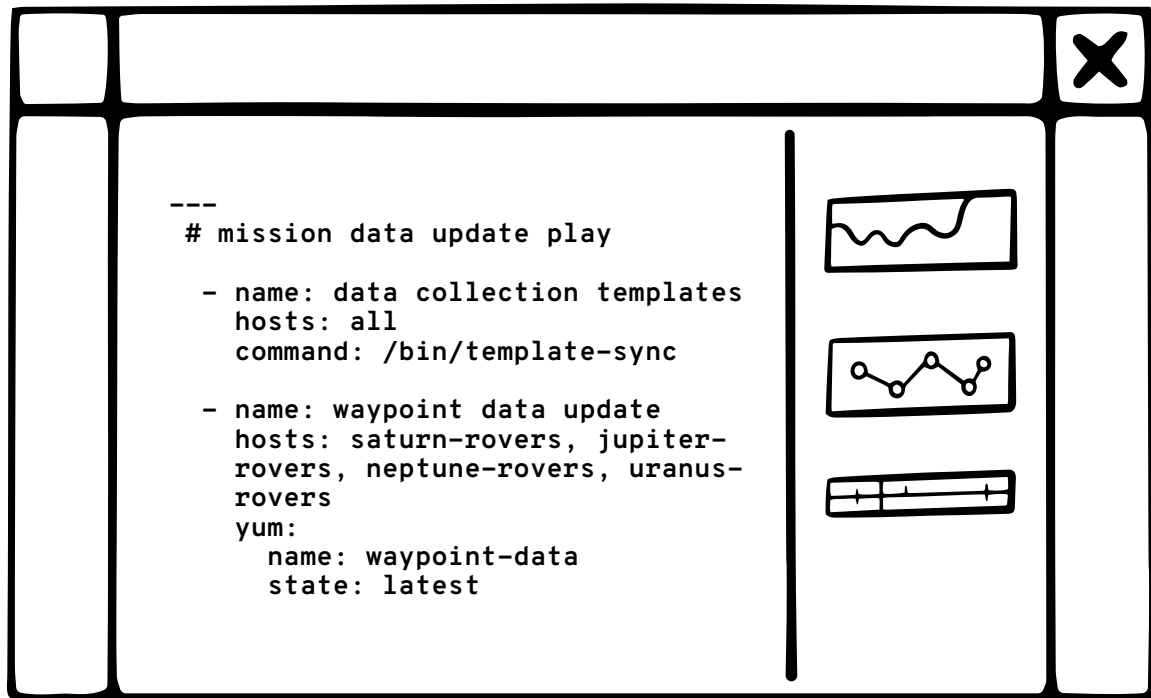 ---
# mission data update play
- name: data collection templates
hosts: all
command: /bin/template-sync
- name: waypoint data update
hosts: saturn-rovers, jupiter-
rovers, neptune-rovers, uranus-
rovers
yum:
name: waypoint-data
state: latest